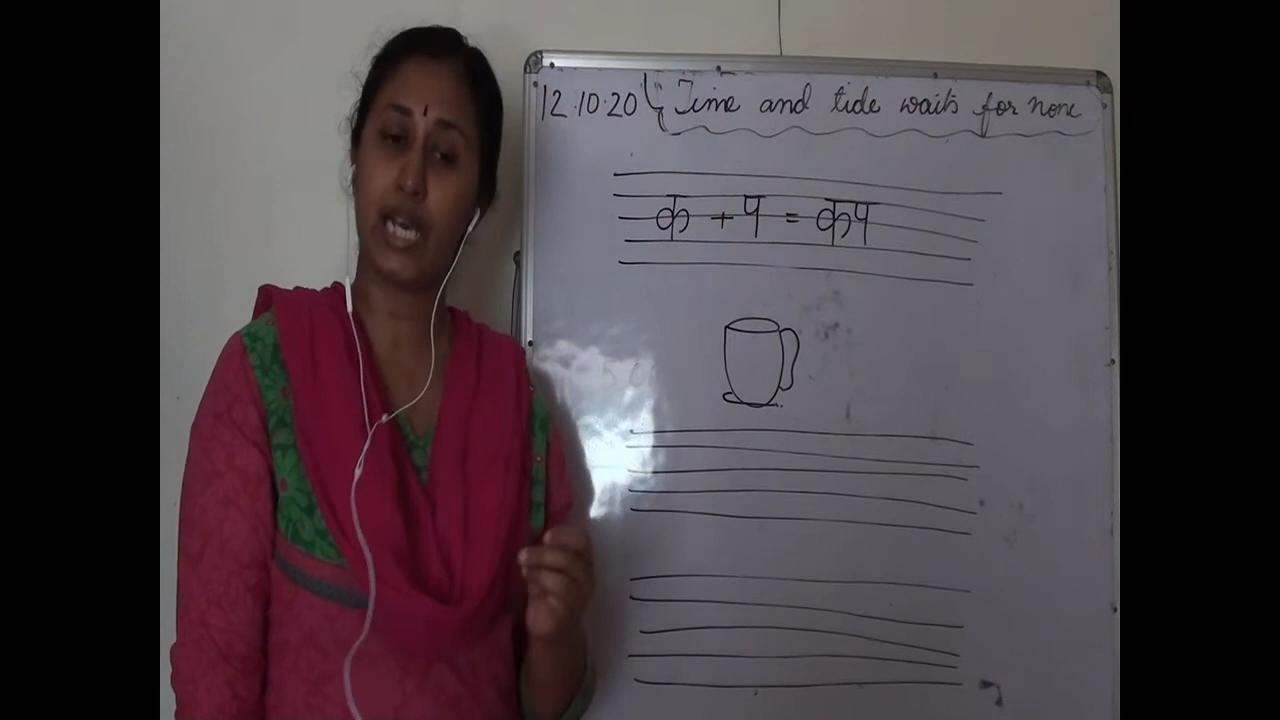 12.10.20 Time and tide waits for none
क + प = कप